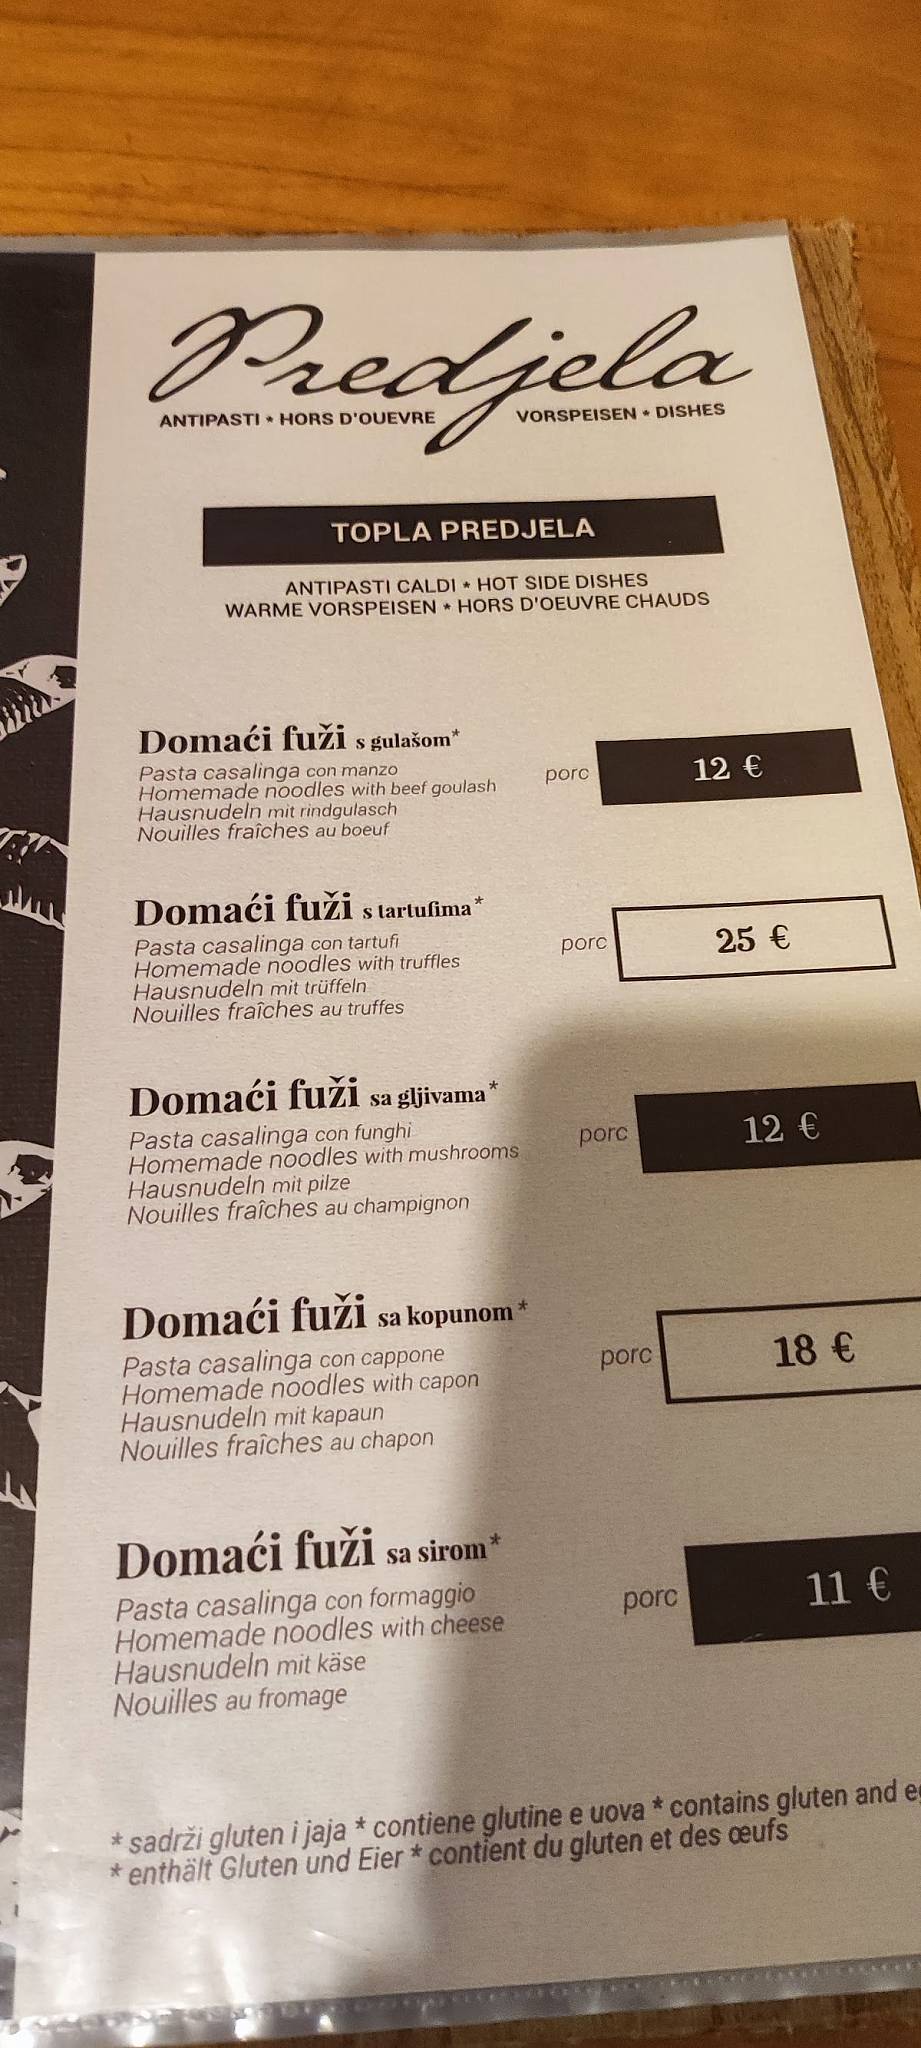 Predjela
ANTIPASTI * HORS D'OUEVRE VORSPEISEN * DISHES
TOPLA PREDJELA
ANTIPASTI CALDI * HOT SIDE DISHES
WARME VORSPEISEN * HORS D'OEUVRE CHAUDS
Domaći fuži s gulašom*
Pasta casalinga con manzo
Homemade noodles with beef goulash
Hausnudeln mit rindgulasch
Nouilles fraîches au boeuf
porc 12 €
Domaći fuži s tartufima*
Pasta casalinga con tartufi
Homemade noodles with truffles
Hausnudeln mit trüffeln
Nouilles fraîches au truffes
porc 25 €
Domaći fuži sa gljivama*
Pasta casalinga con funghi
Homemade noodles with mushrooms
Hausnudeln mit pilze
Nouilles fraîches au champignon
porc 12 €
Domaći fuži sa kopunom*
Pasta casalinga con cappone
Homemade noodles with capon
Hausnudeln mit kapaun
Nouilles fraîches au chapon
porc 18 €
Domaći fuži sa sirom*
Pasta casalinga con formaggio
Homemade noodles with cheese
Hausnudeln mit käse
Nouilles au fromage
porc 11 €
* sadrži gluten i jaja * contiene glutine e uova * contains gluten and
* enthält Gluten und Eier * contient du gluten et des œufs